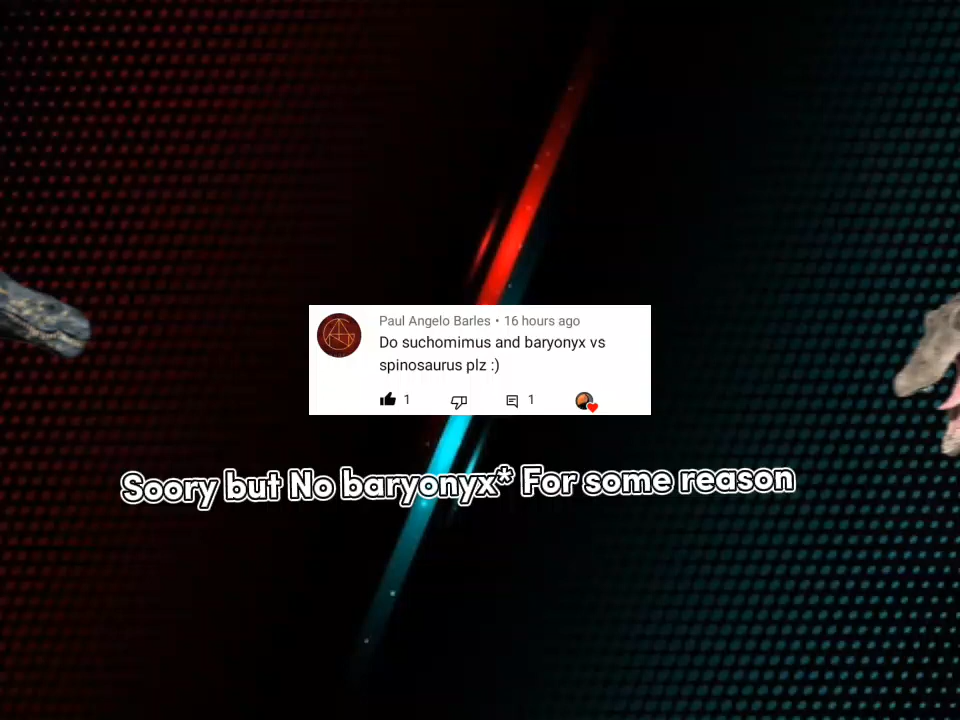 Paul Angelo Barles • 16 hours ago
Do suchomimus and baryonyx vs
spinosaurus plz :)
1 1
Soory but No baryonyx* For some reason